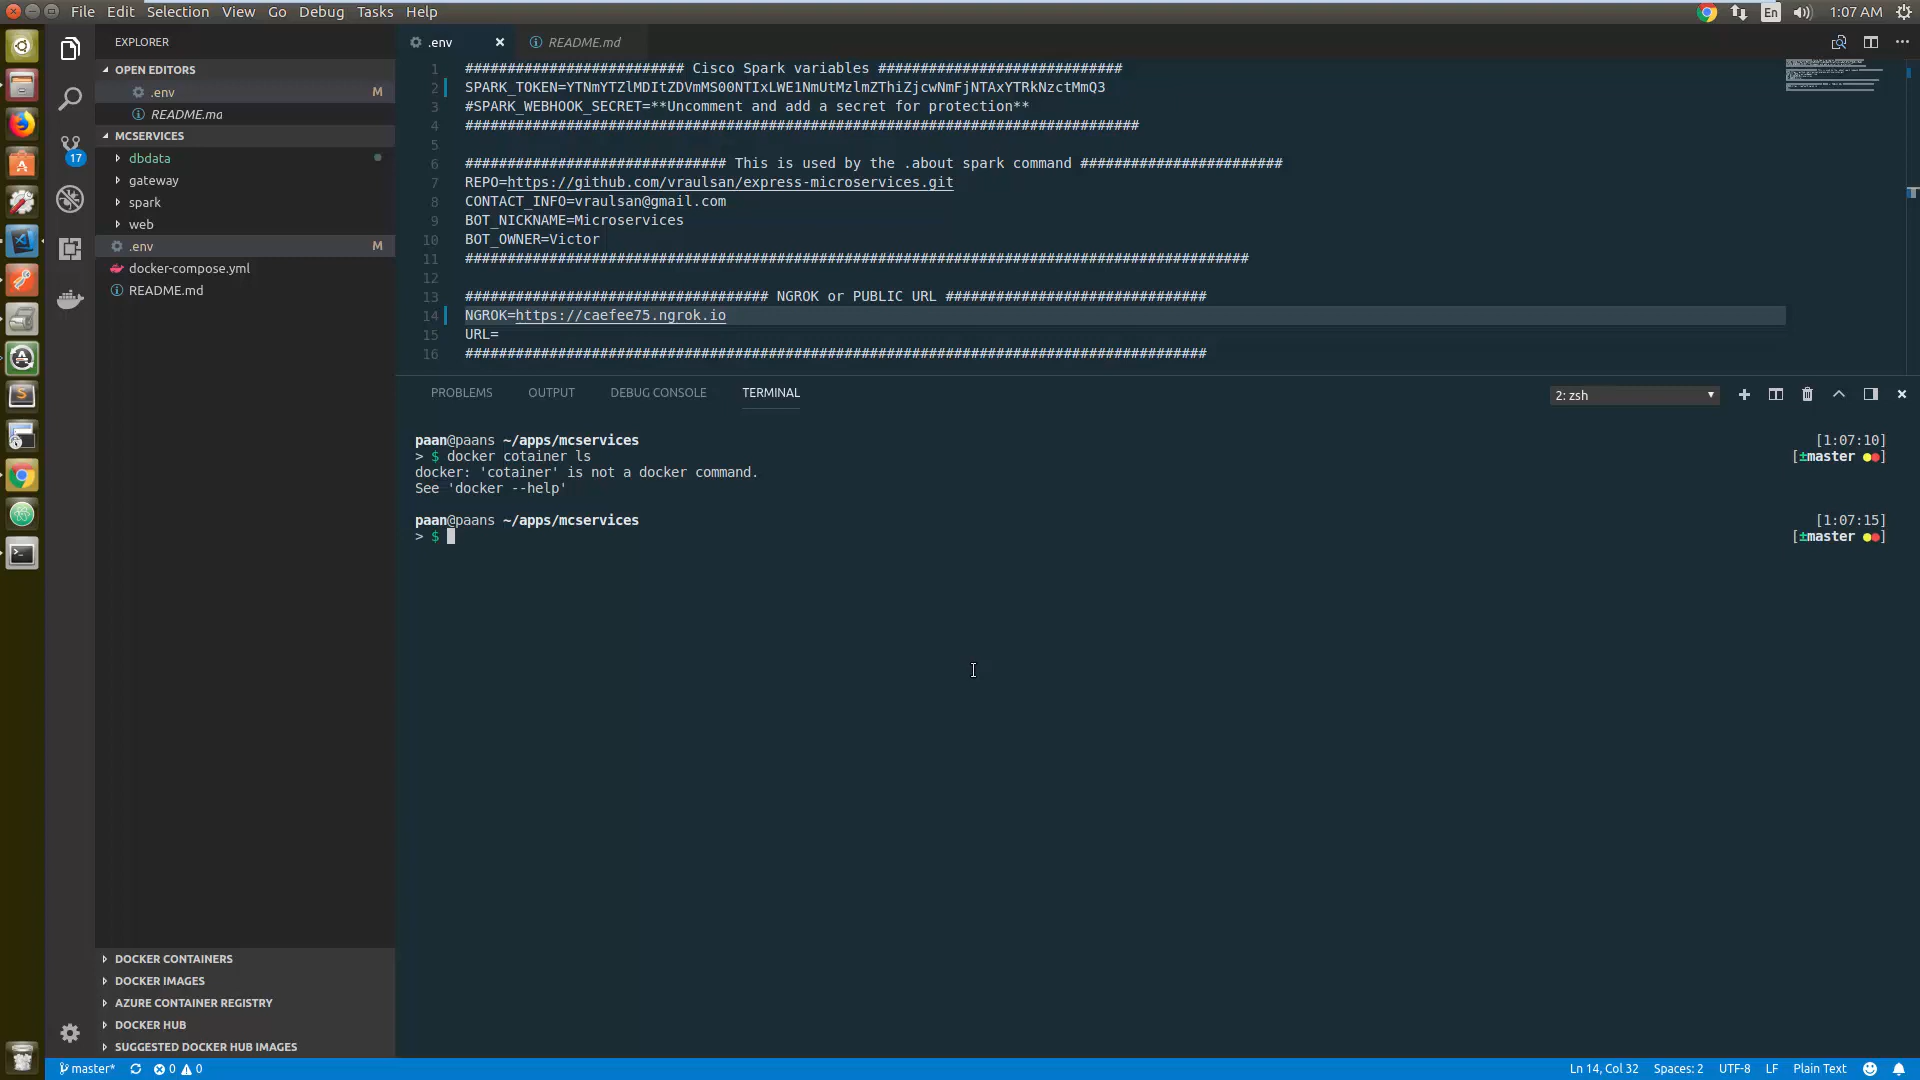 File Edit Selection View Go Debug Tasks Help
En 1:07 AM
EXPLORER
OPEN EDITORS
.env M
README.md
MCSERVICES
dbdata
gateway
spark
web
.env M
docker-compose.yml
README.md
17
DOCKER CONTAINERS
DOCKER IMAGES
AZURE CONTAINER REGISTRY
DOCKER HUB
SUGGESTED DOCKER HUB IMAGES
.env README.md
1 ########################## Cisco Spark variables #############################
2 SPARK_TOKEN=YTNmYTZlMDItZDVmMS00NTIxLWE1NmUtMzlmZThiZjcwNmFjNTAxYTRkNzctMmQ3
3 #SPARK_WEBHOOK_SECRET=**Uncomment and add a secret for protection**
4 ################################################################################
5
6 ############################### This is used by the .about spark command ########################
7 REPO=https://github.com/vraulsan/express-microservices.git
8 CONTACT_INFO=vraulsan@gmail.com
9 BOT_NICKNAME=Microservices
10 BOT_OWNER=Victor
11 #############################################################################################
12
13 #################################### NGROK or PUBLIC URL ###############################
14 NGROK=https://caefee75.ngrok.io
15 URL=
16 ########################################################################################
PROBLEMS OUTPUT DEBUG CONSOLE TERMINAL
2: zsh
paan@paans ~/apps/mcservices [1:07:10]
> $ docker cotainer ls [±master ●●]
docker: 'cotainer' is not a docker command.
See 'docker --help'
paan@paans ~/apps/mcservices [1:07:15]
> $ [±master ●●]
master* 0 0
Ln 14, Col 32 Spaces: 2 UTF-8 LF Plain Text